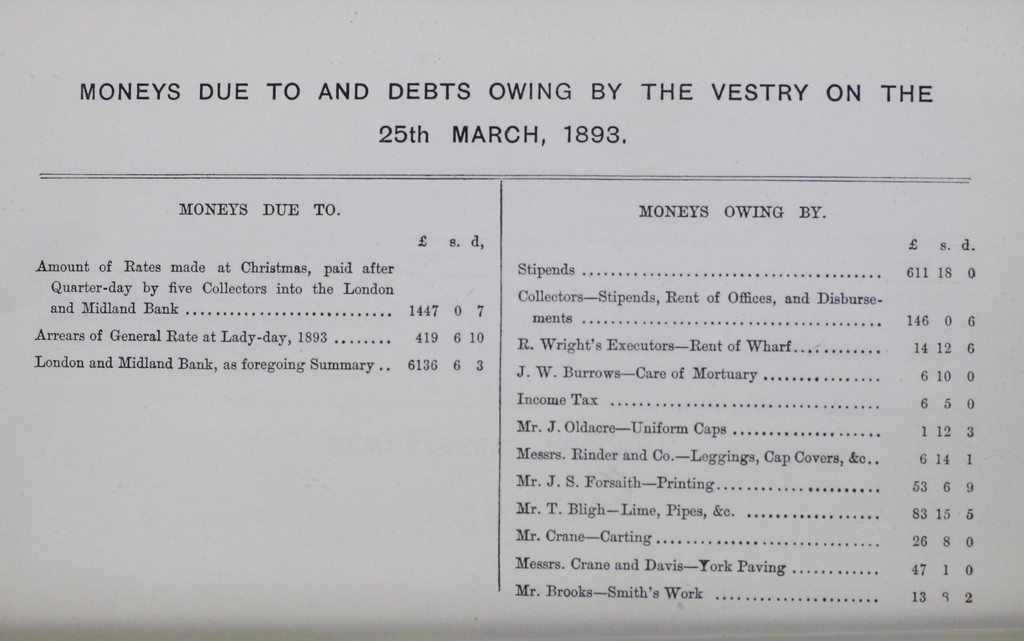 MONEYS DUE TO AND DEBTS OWING BY THE VESTRY ON THE
25th MARCH, 1893.
MONEYS DUE TO.
£ s. d,
Amount of Rates made at Christmas, paid after
Quarter-day by five Collectors into the London
and Midland Bank ............................ 1447 0 7
Arrears of General Rate at Lady-day, 1893 ........ 419 6 10
London and Midland Bank, as foregoing Summary .. 6136 6 3
MONEYS OWING BY.
£ s. d.
Stipends ......................................... 611 18 0
Collectors—Stipends, Rent of Offices, and Disburse-
ments ......................................... 146 0 6
R. Wright's Executors—Rent of Wharf............. 14 12 6
J. W. Burrows—Care of Mortuary ................ 6 10 0
Income Tax ..................................... 6 5 0
Mr. J. Oldacre—Uniform Caps .................... 1 12 3
Messrs. Rinder and Co.—Leggings, Cap Covers, &c.. 6 14 1
Mr. J. S. Forsaith—Printing....................... 53 6 9
Mr. T. Bligh—Lime, Pipes, &c. .................. 83 15 5
Mr. Crane—Carting............................... 26 8 0
Messrs. Crane and Davis—York Paving ............ 47 1 0
Mr. Brooks—Smith's Work ...................... 13 2